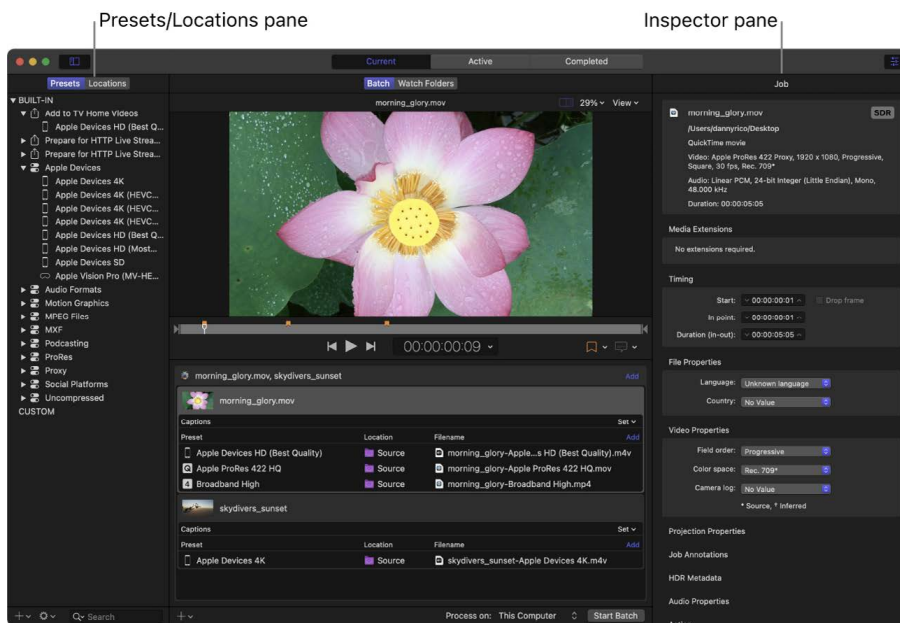 Presets/Locations pane
Inspector pane
Current
Active
Completed
Presets
Locations
Batch
Watch Folders
Job
BUILT-IN
Add to TV Home Videos
Apple Devices HD (Best Q...
Prepare for HTTP Live Strea...
Prepare for HTTP Live Strea...
Apple Devices
Apple Devices 4K
Apple Devices 4K (HEVC...
Apple Devices 4K (HEVC...
Apple Devices 4K (HEVC...
Apple Devices HD (Best Q...
Apple Devices HD (Most...
Apple Devices SD
Apple Vision Pro (MV-HE...
Audio Formats
Motion Graphics
MPEG Files
MXF
Podcasting
ProRes
Proxy
Social Platforms
Uncompressed
CUSTOM
Search
morning_glory.mov
29%
View
00:00:00:09
morning_glory.mov, skydivers_sunset
Add
morning_glory.mov
Captions
Set
Preset Location Filename Add
Apple Devices HD (Best Quality) Source morning_glory-Apple...s HD (Best Quality).m4v
Apple ProRes 422 HQ Source morning_glory-Apple ProRes 422 HQ.mov
4 Broadband High Source morning_glory-Broadband High.mp4
skydivers_sunset
Captions
Set
Preset Location Filename Add
Apple Devices 4K Source skydivers_sunset-Apple Devices 4K.m4v
Process on: This Computer
Start Batch
morning_glory.mov
SDR
/Users/dannyrico/Desktop
QuickTime movie
Video: Apple ProRes 422 Proxy, 1920 x 1080, Progressive,
Square, 30 fps, Rec. 709*
Audio: Linear PCM, 24-bit Integer (Little Endian), Mono,
48.000 kHz
Duration: 00:00:05:05
Media Extensions
No extensions required.
Timing
Start: 00:00:00:01 Drop frame
In point: 00:00:00:01
Duration (In-out): 00:00:05:05
File Properties
Language: Unknown language
Country: No Value
Video Properties
Field order: Progressive
Color space: Rec. 709*
Camera log: No Value
* Source, † Inferred
Projection Properties
Job Annotations
HDR Metadata
Audio Properties